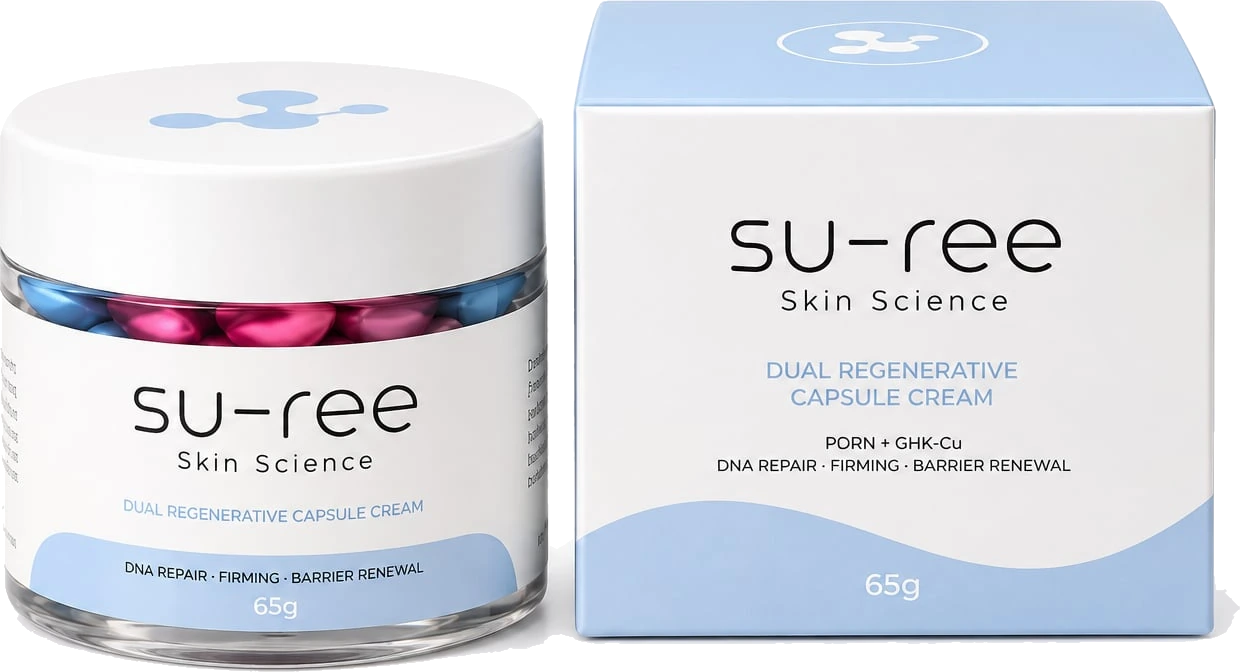 su-ree
Skin Science
DUAL REGENERATIVE CAPSULE CREAM
DNA REPAIR · FIRMING · BARRIER RENEWAL
65g
su-ree
Skin Science
DUAL REGENERATIVE
CAPSULE CREAM
PORN + GHK-Cu
DNA REPAIR · FIRMING · BARRIER RENEWAL
65g